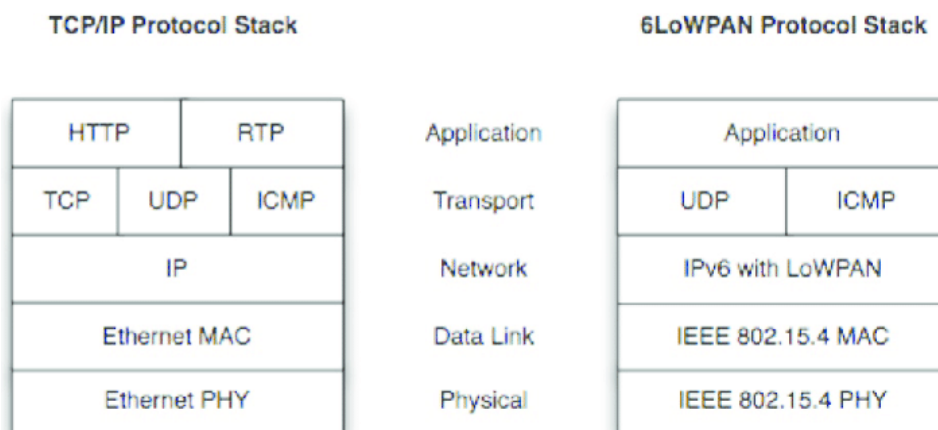 TCP/IP Protocol Stack
6LoWPAN Protocol Stack
HTTP RTP Application Application
TCP UDP ICMP Transport UDP ICMP
IP Network IPv6 with LoWPAN
Ethernet MAC Data Link IEEE 802.15.4 MAC
Ethernet PHY Physical IEEE 802.15.4 PHY